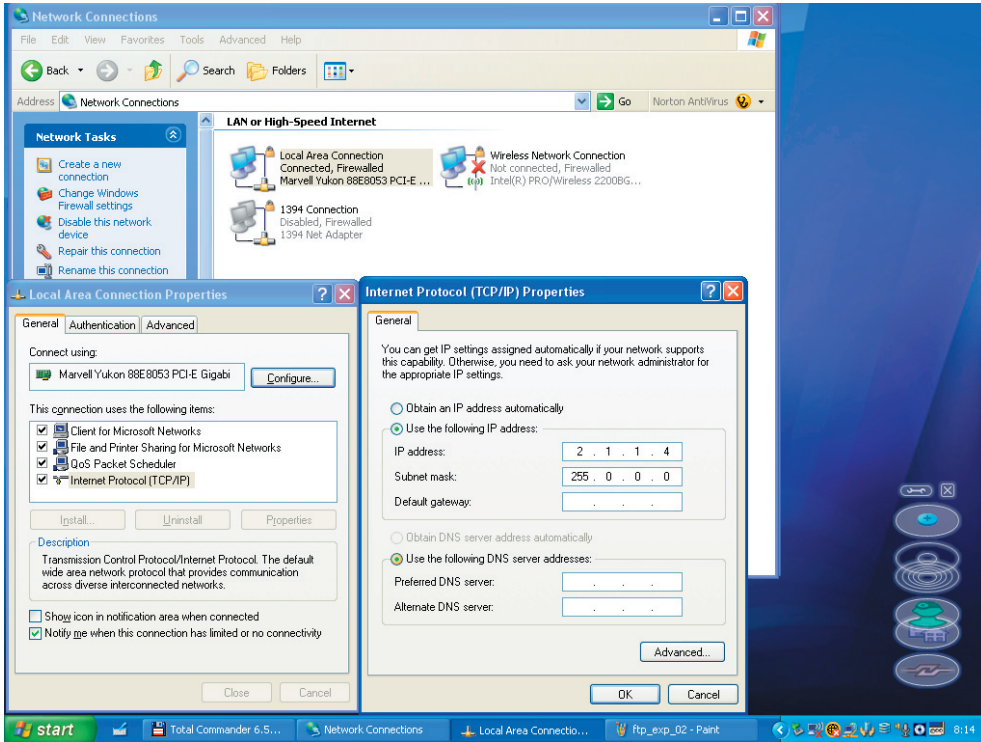 Network Connections
File Edit View Favorites Tools Advanced Help
Back Search Folders
Address Network Connections Go Norton AntiVirus
Network Tasks
Create a new
connection
Change Windows
Firewall settings
Disable this network
device
Repair this connection
Rename this connection
LAN or High-Speed Internet
Local Area Connection
Connected, Firewalled
Marvell Yukon 88E8053 PCI-E ...
Wireless Network Connection
Not connected, Firewalled
Intel(R) PRO/Wireless 2200BG...
1394 Connection
Disabled, Firewalled
1394 Net Adapter
Local Area Connection Properties
General Authentication Advanced
Connect using:
Marvell Yukon 88E8053 PCI-E Gigabi Configure...
This connection uses the following items:
Client for Microsoft Networks
File and Printer Sharing for Microsoft Networks
QoS Packet Scheduler
Internet Protocol (TCP/IP)
Install... Uninstall Properties
Description
Transmission Control Protocol/Internet Protocol. The default
wide area network protocol that provides communication
across diverse interconnected networks.
Show icon in notification area when connected
Notify me when this connection has limited or no connectivity
Close Cancel
Internet Protocol (TCP/IP) Properties
General
You can get IP settings assigned automatically if your network supports
this capability. Otherwise, you need to ask your network administrator for
the appropriate IP settings.
Obtain an IP address automatically
Use the following IP address:
IP address: 2 . 1 . 1 . 4
Subnet mask: 255 . 0 . 0 . 0
Default gateway: . . .
Obtain DNS server address automatically
Use the following DNS server addresses:
Preferred DNS server: . . .
Alternate DNS server: . . .
Advanced...
OK Cancel
start Total Commander 6.5... Network Connections Local Area Connectio... ftp_exp_02 - Paint 8:14